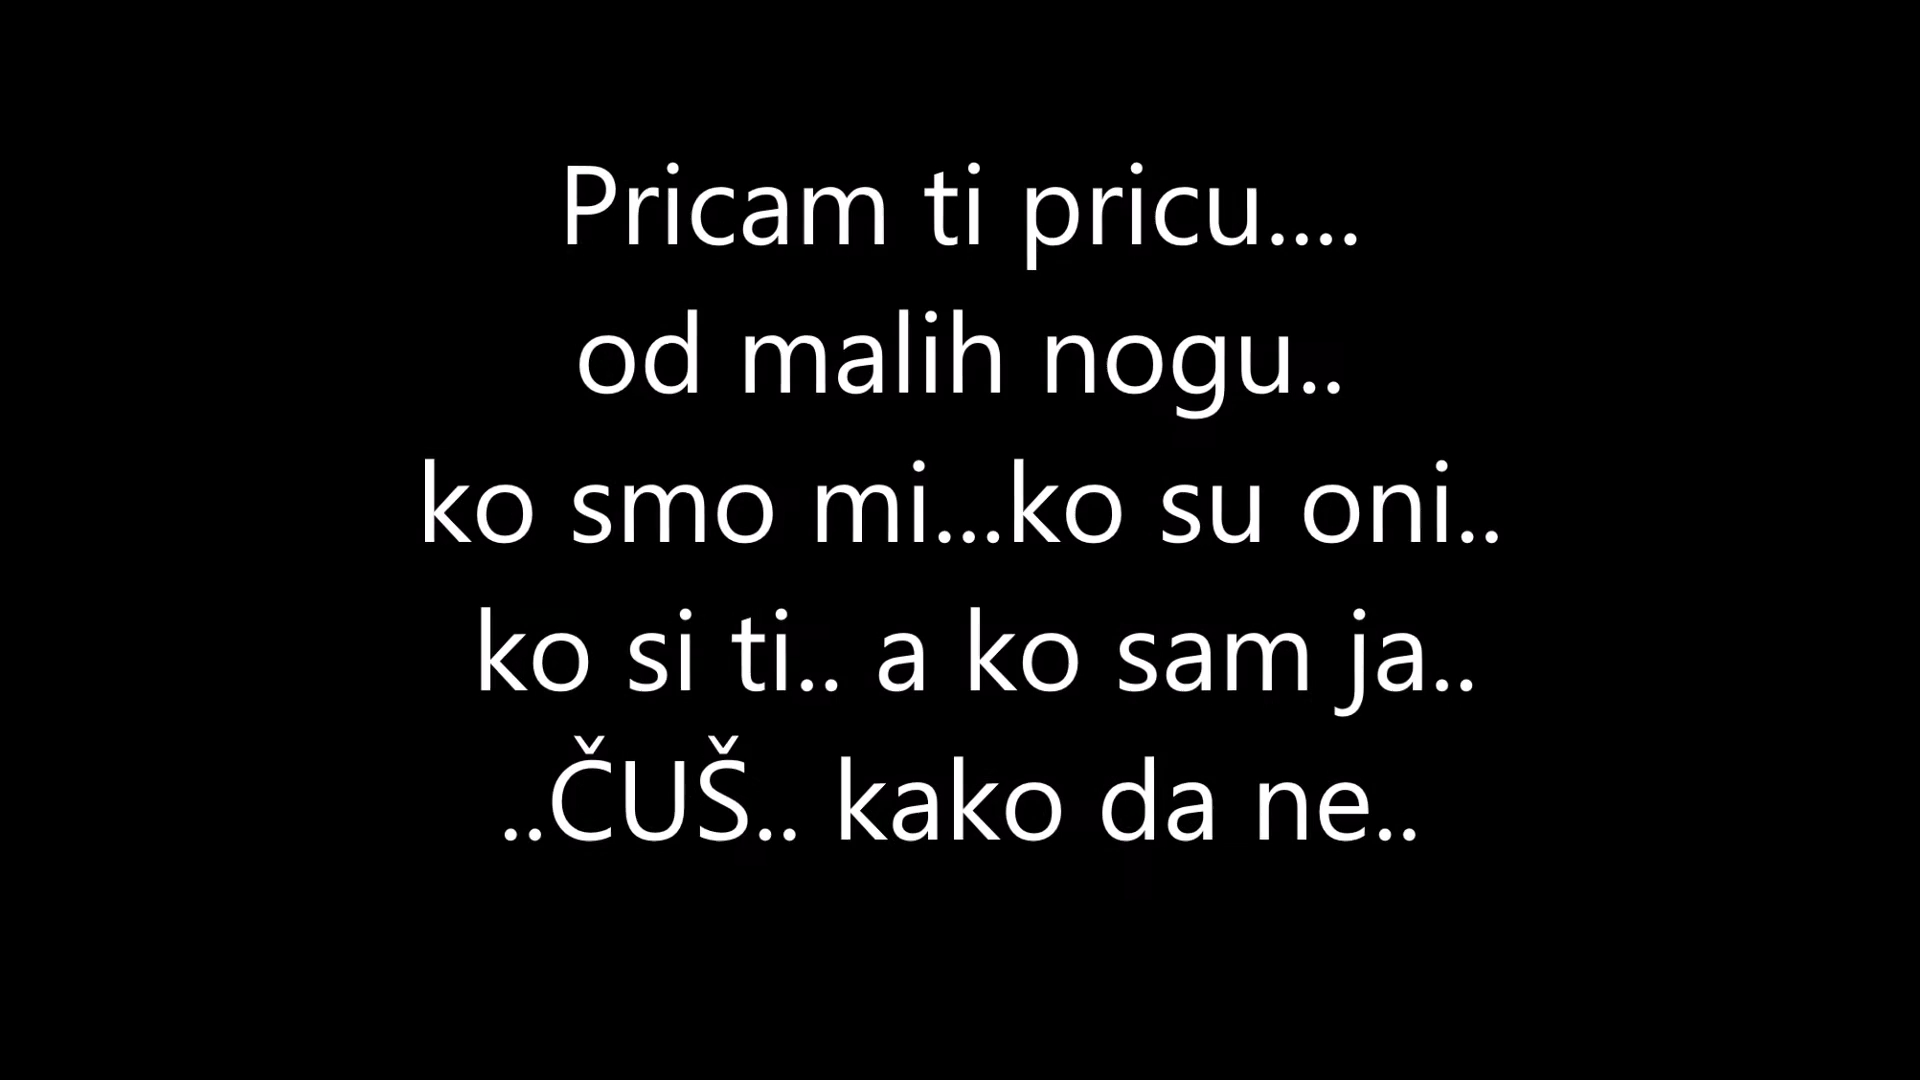 Pricam ti pricu....
od malih nogu..
ko smo mi...ko su oni..
ko si ti.. a ko sam ja..
..ČUŠ.. kako da ne..